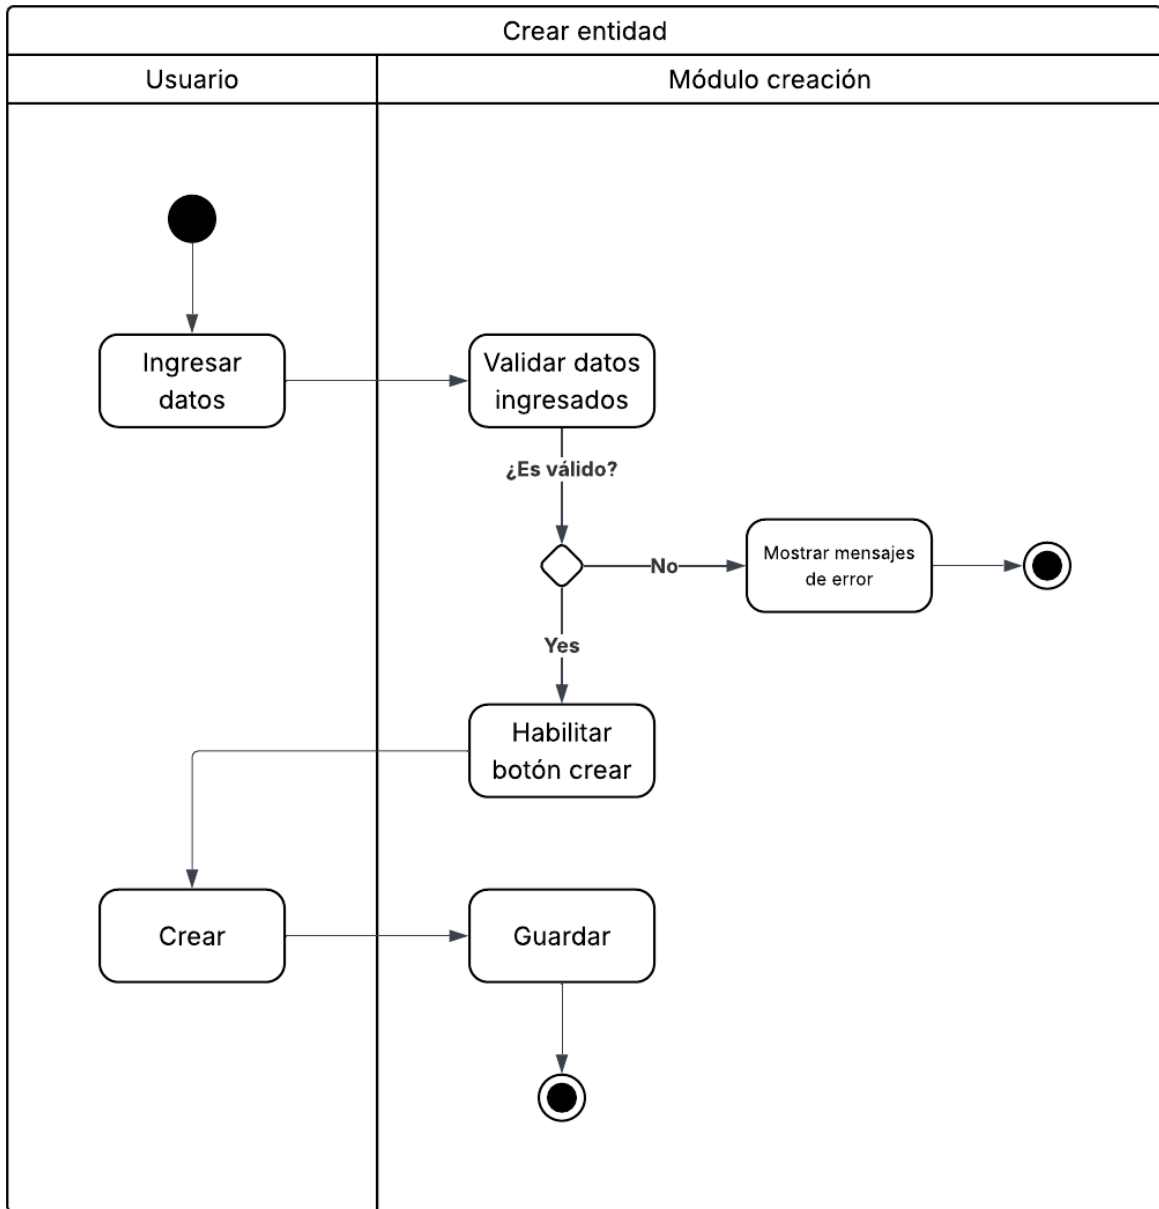 Crear entidad
Usuario
Módulo creación
Ingresar
datos
Validar datos
ingresados
¿Es válido?
No
Mostrar mensajes
de error
Yes
Habilitar
botón crear
Crear
Guardar